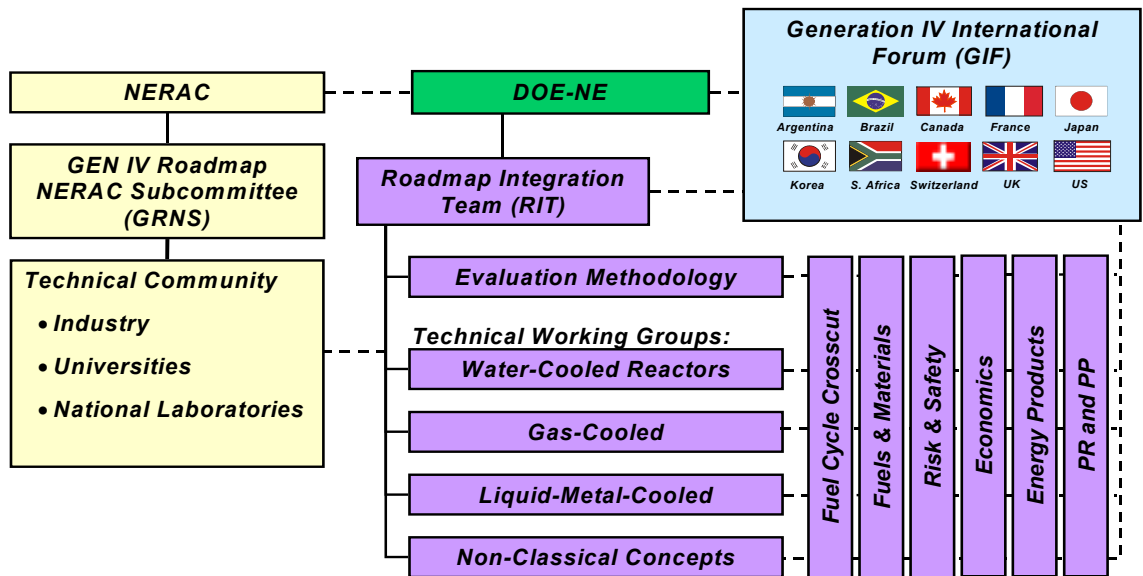 NERAC
GEN IV Roadmap
NERAC Subcommittee
(GRNS)
Technical Community
• Industry
• Universities
• National Laboratories
DOE-NE
Roadmap Integration
Team (RIT)
Evaluation Methodology
Technical Working Groups:
Water-Cooled Reactors
Gas-Cooled
Liquid-Metal-Cooled
Non-Classical Concepts
Generation IV International
Forum (GIF)
Argentina Brazil Canada France Japan
Korea S. Africa Switzerland UK US
Fuel Cycle Crosscut
Fuels & Materials
Risk & Safety
Economics
Energy Products
PR and PP